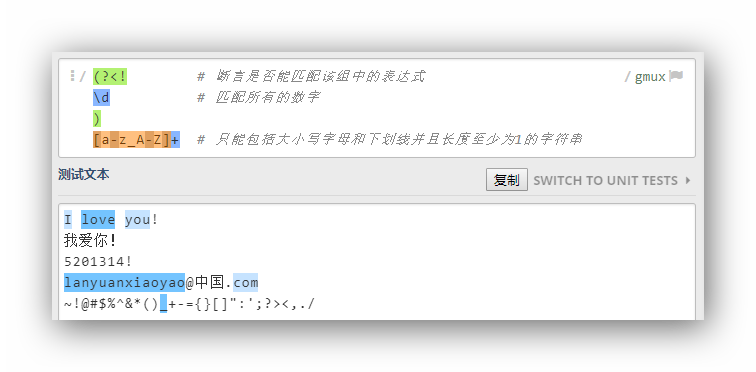 / (?<! # 断言是否能匹配该组中的表达式 / gmux
\d # 匹配所有的数字
)
[a-z_A-Z]+ # 只能包括大小写字母和下划线并且长度至少为1的字符串
测试文本 复制 SWITCH TO UNIT TESTS
I love you!
我爱你!
5201314!
lanyuanxiaoyao@中国.com
~!@#$%^&*()_+-={}[]":';?><,./